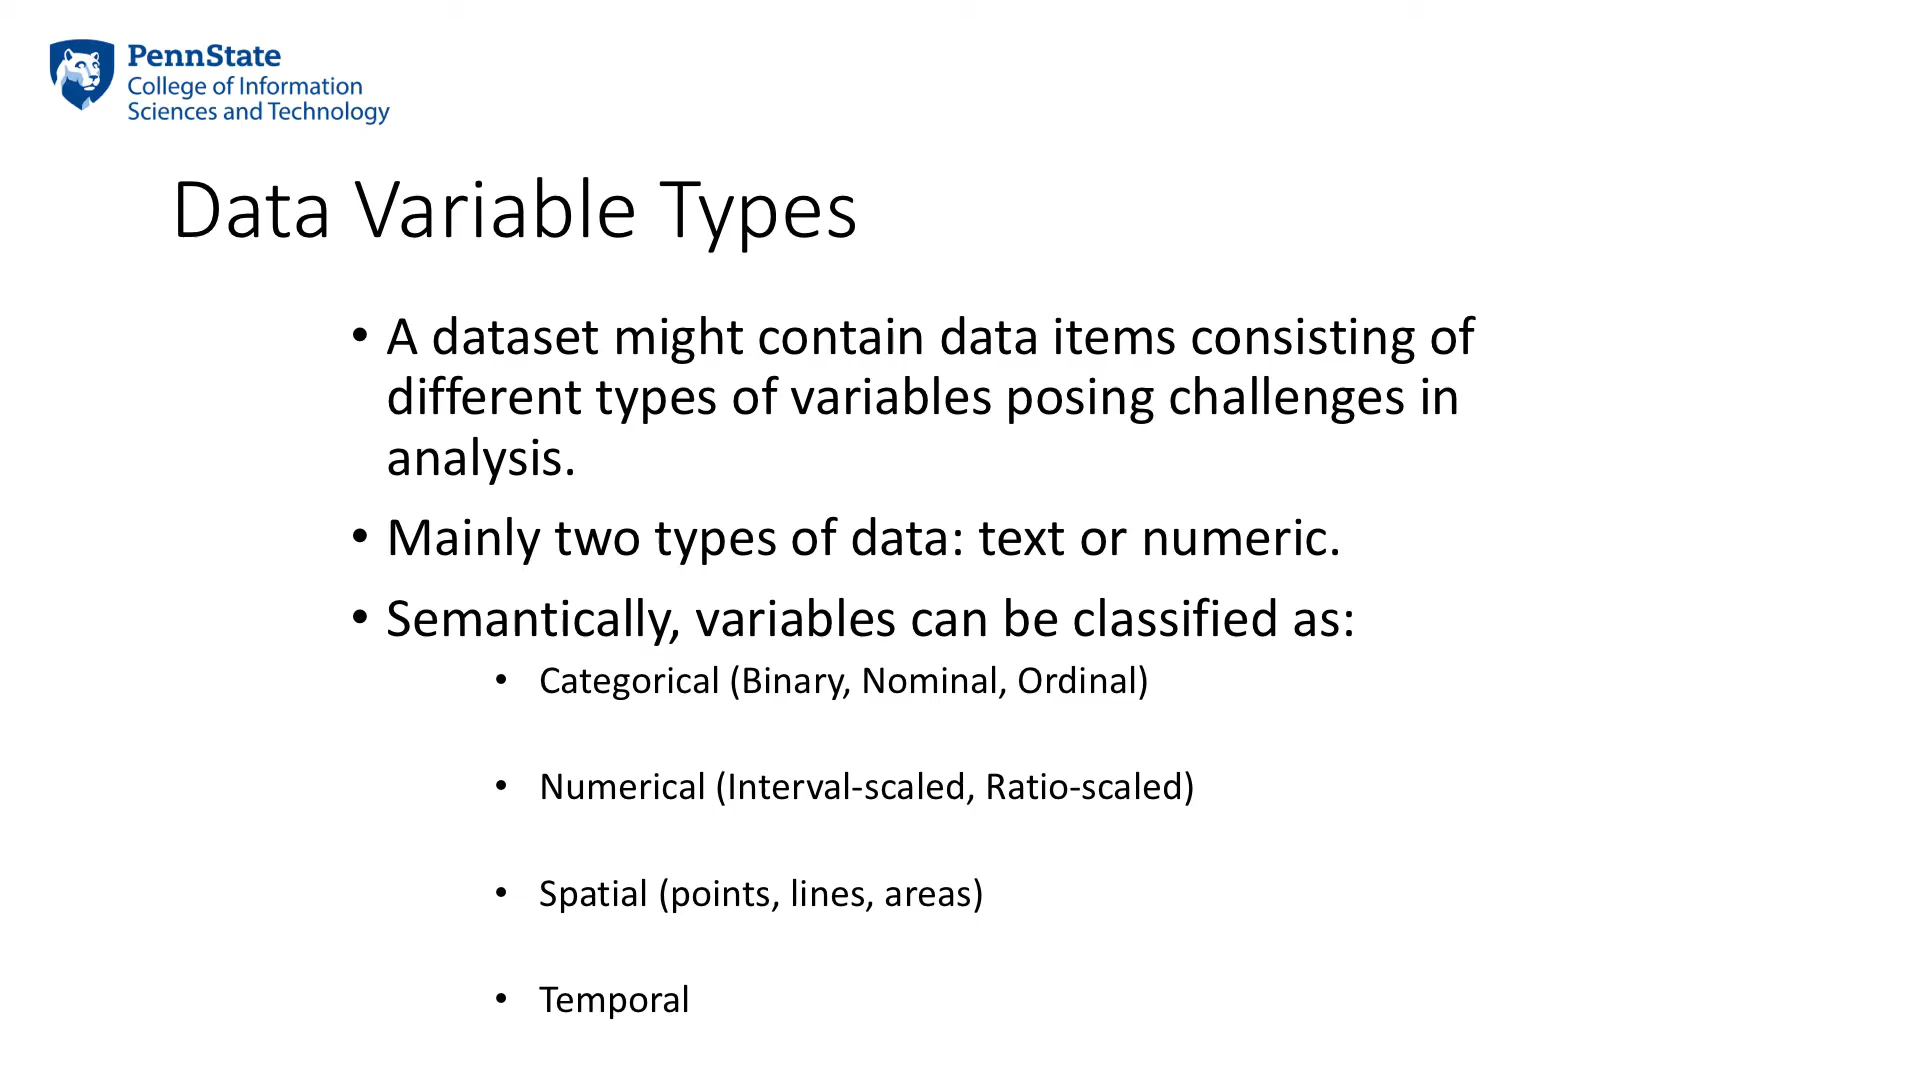 PennState
College of Information
Sciences and Technology
Data Variable Types
• A dataset might contain data items consisting of
different types of variables posing challenges in
analysis.
• Mainly two types of data: text or numeric.
• Semantically, variables can be classified as:
• Categorical (Binary, Nominal, Ordinal)
• Numerical (Interval-scaled, Ratio-scaled)
• Spatial (points, lines, areas)
• Temporal